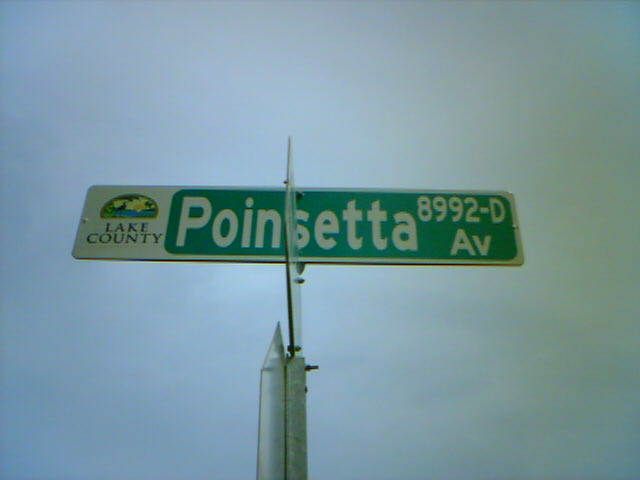 LAKE
COUNTY
Poinsetta 8992-D
Av